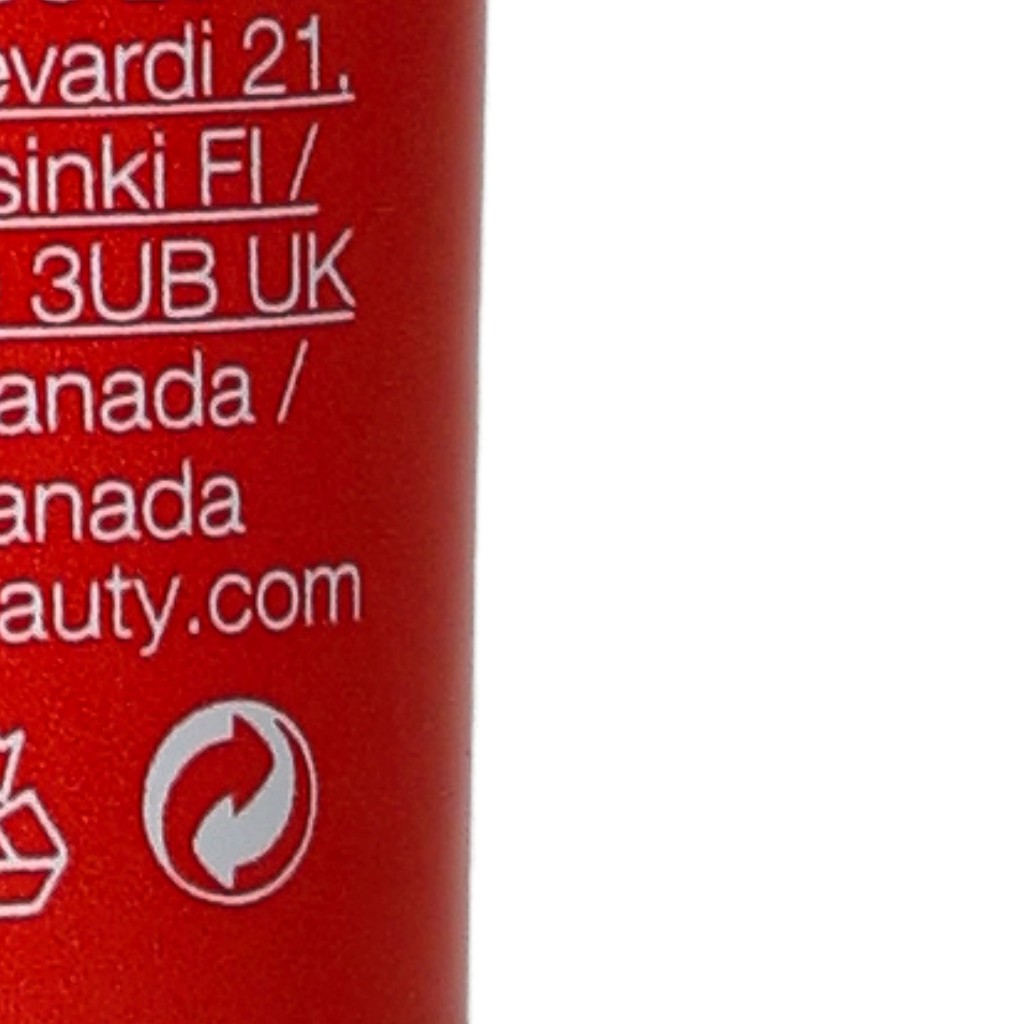 evardi 21,
sinki FI /
3UB UK
anada /
anada
auty.com